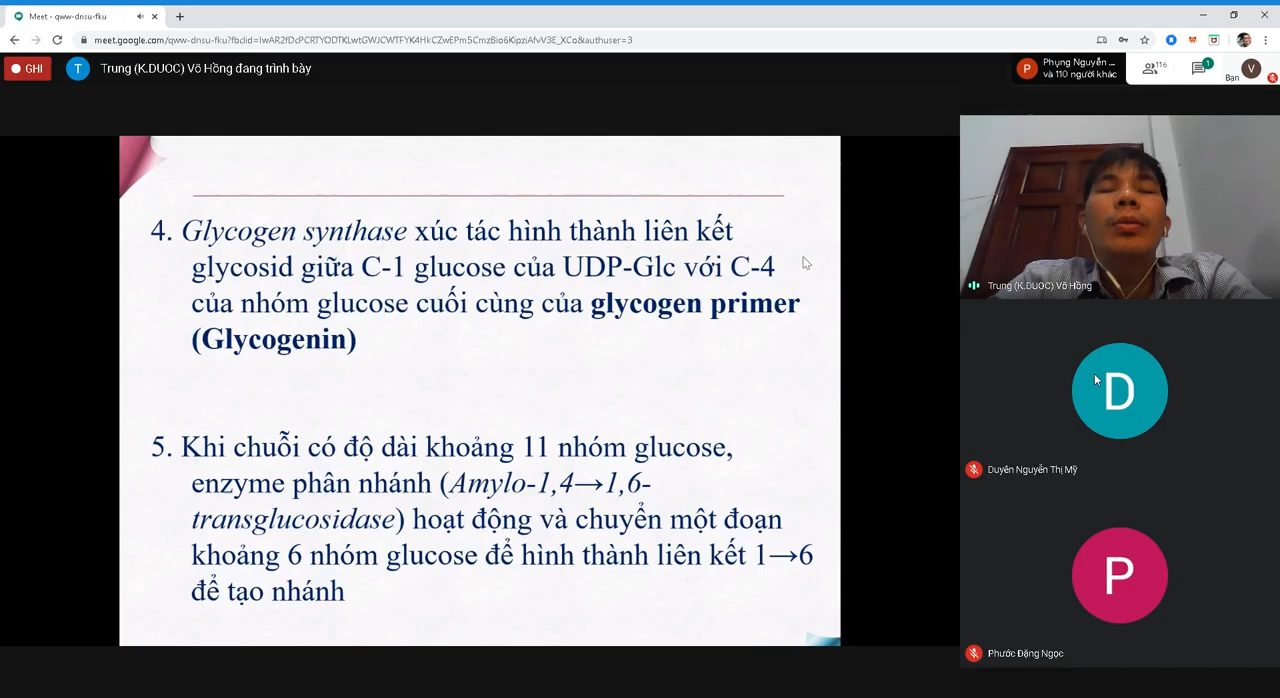 Meet - qww-dnsu-fku
meet.google.com/qww-dnsu-fku?fbclid=IwAR2fDcPCRTYODTKLwtGWJCWTFYK4HkCZwEPm5CmzBio6KipziAfvV3E_XCo&authuser=3
GHI
T
Trung (K.DUOC) Võ Hồng đang trình bày
P
Phụng Nguyễn ...
và 110 người khác
116
1
Bạn
V
4. Glycogen synthase xúc tác hình thành liên kết
glycosid giữa C-1 glucose của UDP-Glc với C-4
của nhóm glucose cuối cùng của glycogen primer
(Glycogenin)
5. Khi chuỗi có độ dài khoảng 11 nhóm glucose,
enzyme phân nhánh (Amylo-1,4→1,6-
transglucosidase) hoạt động và chuyển một đoạn
khoảng 6 nhóm glucose để hình thành liên kết 1→6
để tạo nhánh
Trung (K.DUOC) Võ Hồng
D
Duyên Nguyễn Thị Mỹ
P
Phước Đặng Ngọc